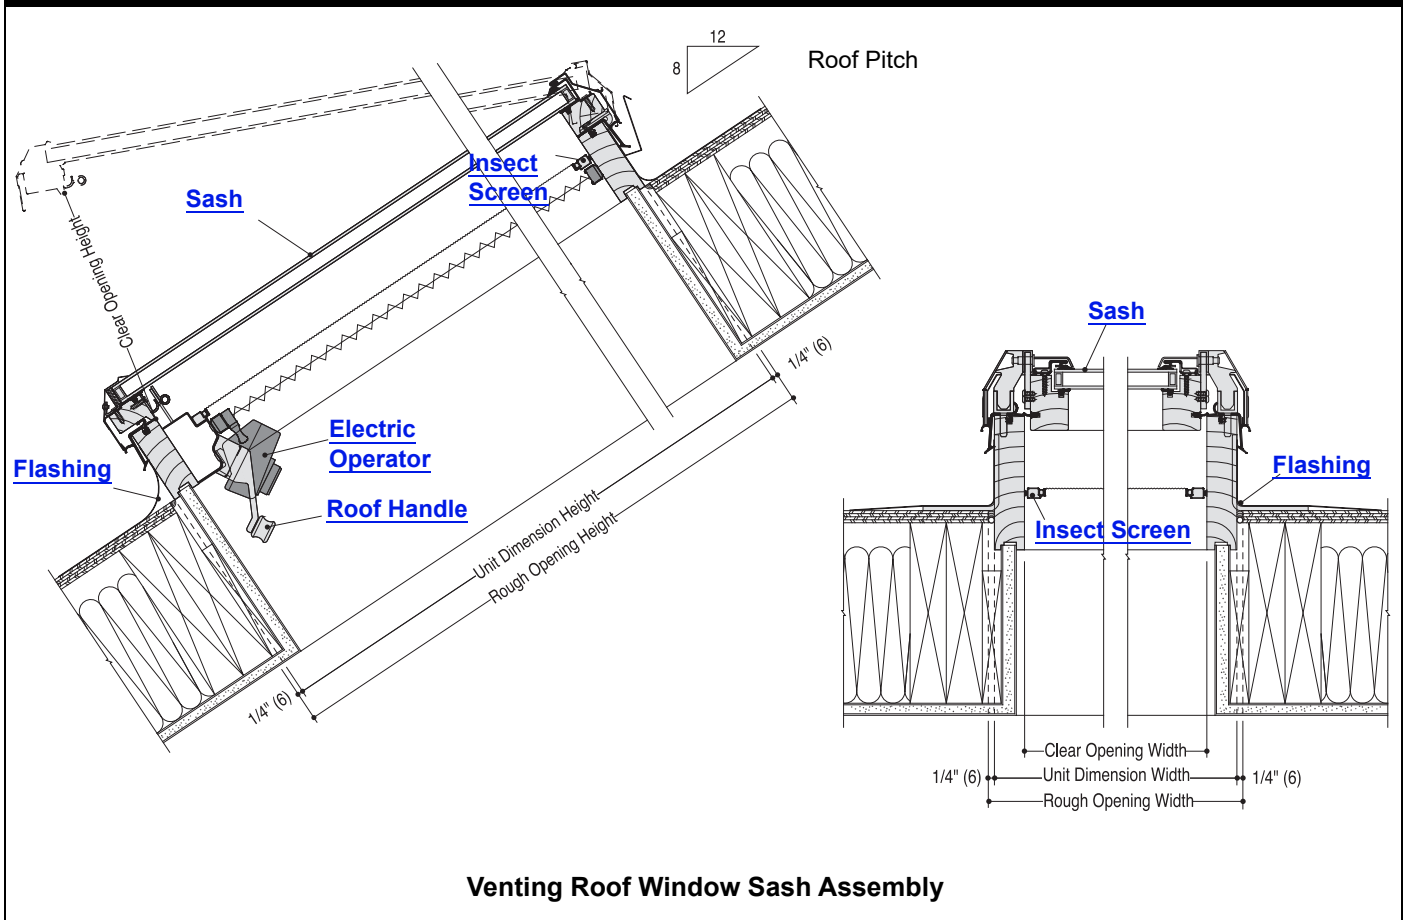 12
8
Roof Pitch
Insect
Screen
Sash
Clear Opening Height
1/4" (6)
Electric
Operator
Flashing
Roof Handle
Unit Dimension Height
Rough Opening Height
1/4" (6)
Sash
Flashing
Insect Screen
Clear Opening Width
1/4" (6) Unit Dimension Width 1/4" (6)
Rough Opening Width
Venting Roof Window Sash Assembly